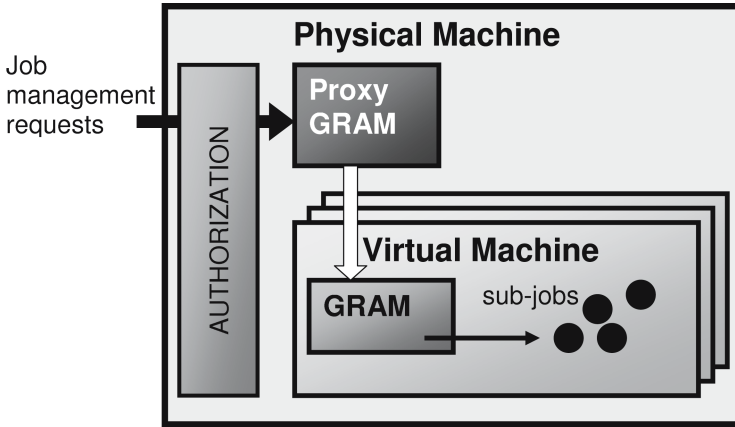 Physical Machine
Job
management
requests
Proxy
GRAM
AUTHORIZATION
Virtual Machine
GRAM
sub-jobs